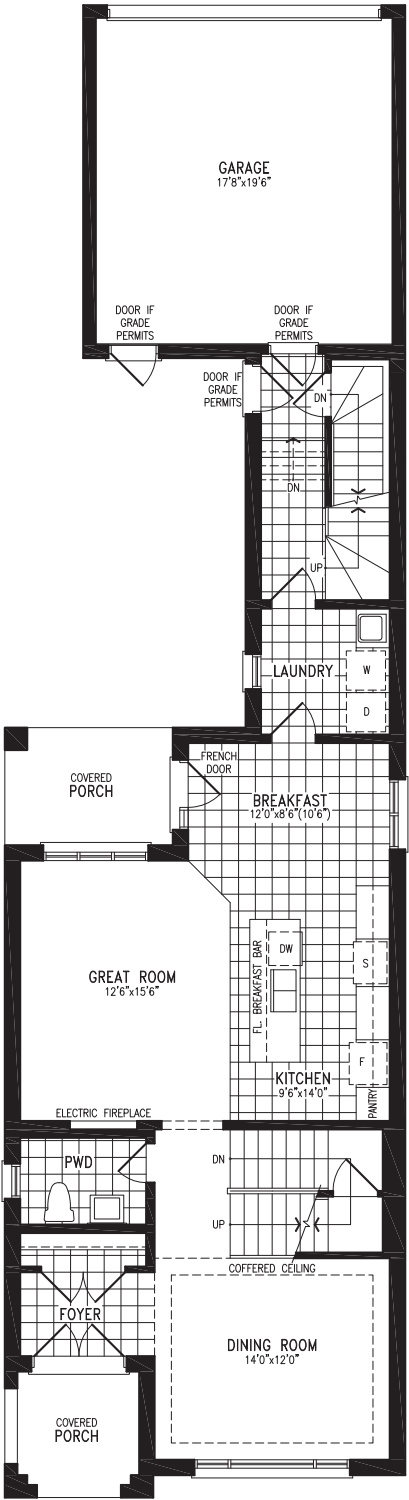 GARAGE
17'8"x19'6"
DOOR IF
GRADE
PERMITS
DOOR IF
GRADE
PERMITS
DOOR IF
GRADE
PERMITS
DN
DN
UP
LAUNDRY
W
D
FRENCH
DOOR
COVERED
PORCH
BREAKFAST
12'0"x8'6"(10'6")
GREAT ROOM
12'6"x15'6"
FL. BREAKFAST BAR
DW
S
F
KITCHEN
9'6"x14'0"
PANTRY
ELECTRIC FIREPLACE
PWD
DN
UP
COFFERED CEILING
FOYER
DINING ROOM
14'0"x12'0"
COVERED
PORCH